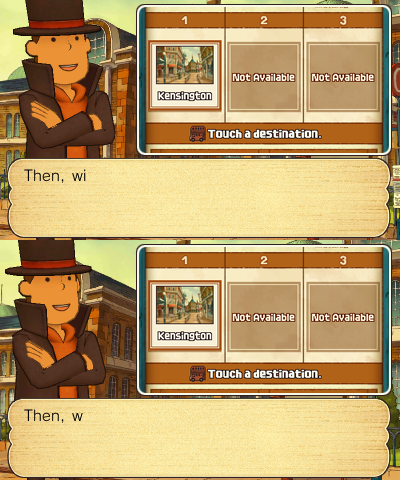 1 2 3
Kensington Not Available Not Available
Touch a destination.
Then, wi
1 2 3
Kensington Not Available Not Available
Touch a destination.
Then, w